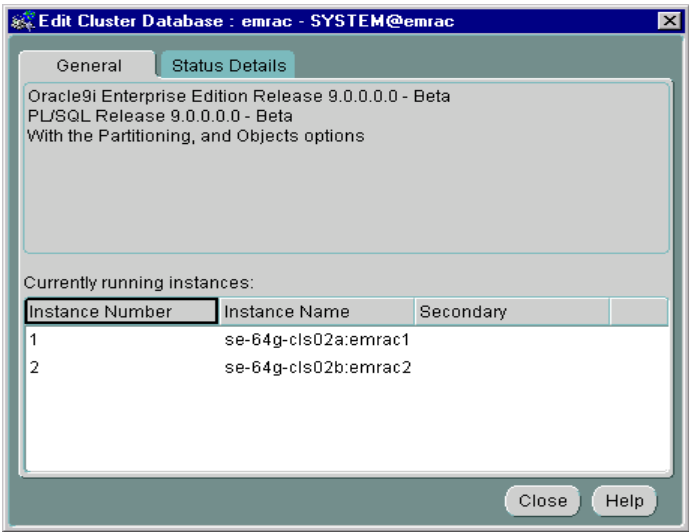 Edit Cluster Database : emrac - SYSTEM@emrac
General Status Details
Oracle9i Enterprise Edition Release 9.0.0.0.0 - Beta
PL/SQL Release 9.0.0.0.0 - Beta
With the Partitioning, and Objects options
Currently running instances:
Instance Number Instance Name Secondary
1 se-64g-cls02a:emrac1
2 se-64g-cls02b:emrac2
Close Help